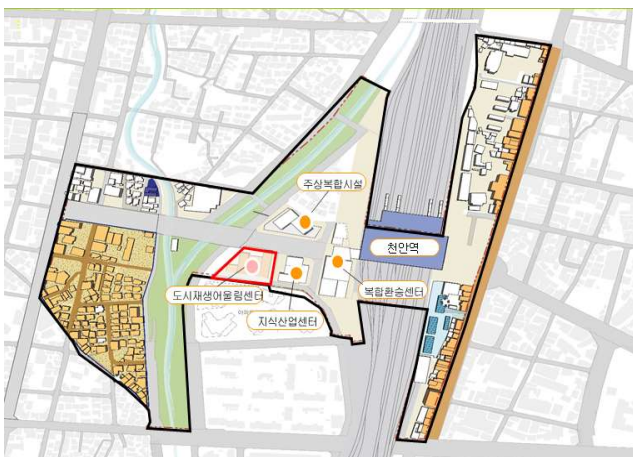 주상복합시설
천안역
도시재생어울림센터
복합환승센터
지식산업센터